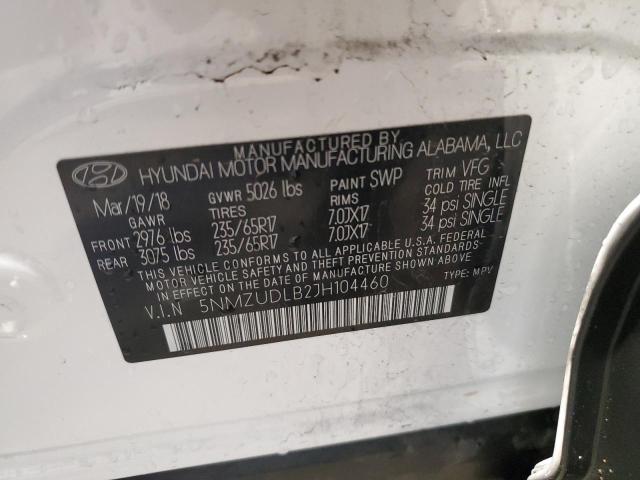 MANUFACTURED BY
HYUNDAI MOTOR MANUFACTURING ALABAMA, LLC
Mar/19/18 GVWR 5026 lbs PAINT SWP TRIM VFG
GAWR TIRES RIMS COLD TIRE INFL
FRONT 2976 lbs 235/65R17 7.0JX17 34 psi SINGLE
REAR 3075 lbs 235/65R17 7.0JX17 34 psi SINGLE
THIS VEHICLE CONFORMS TO ALL APPLICABLE U.S.A. FEDERAL
MOTOR VEHICLE SAFETY AND THEFT PREVENTION STANDARDS
IN EFFECT ON THE DATE OF MANUFACTURE SHOWN ABOVE.
V.I.N 5NMZUDLB2JH104460 TYPE: MPV